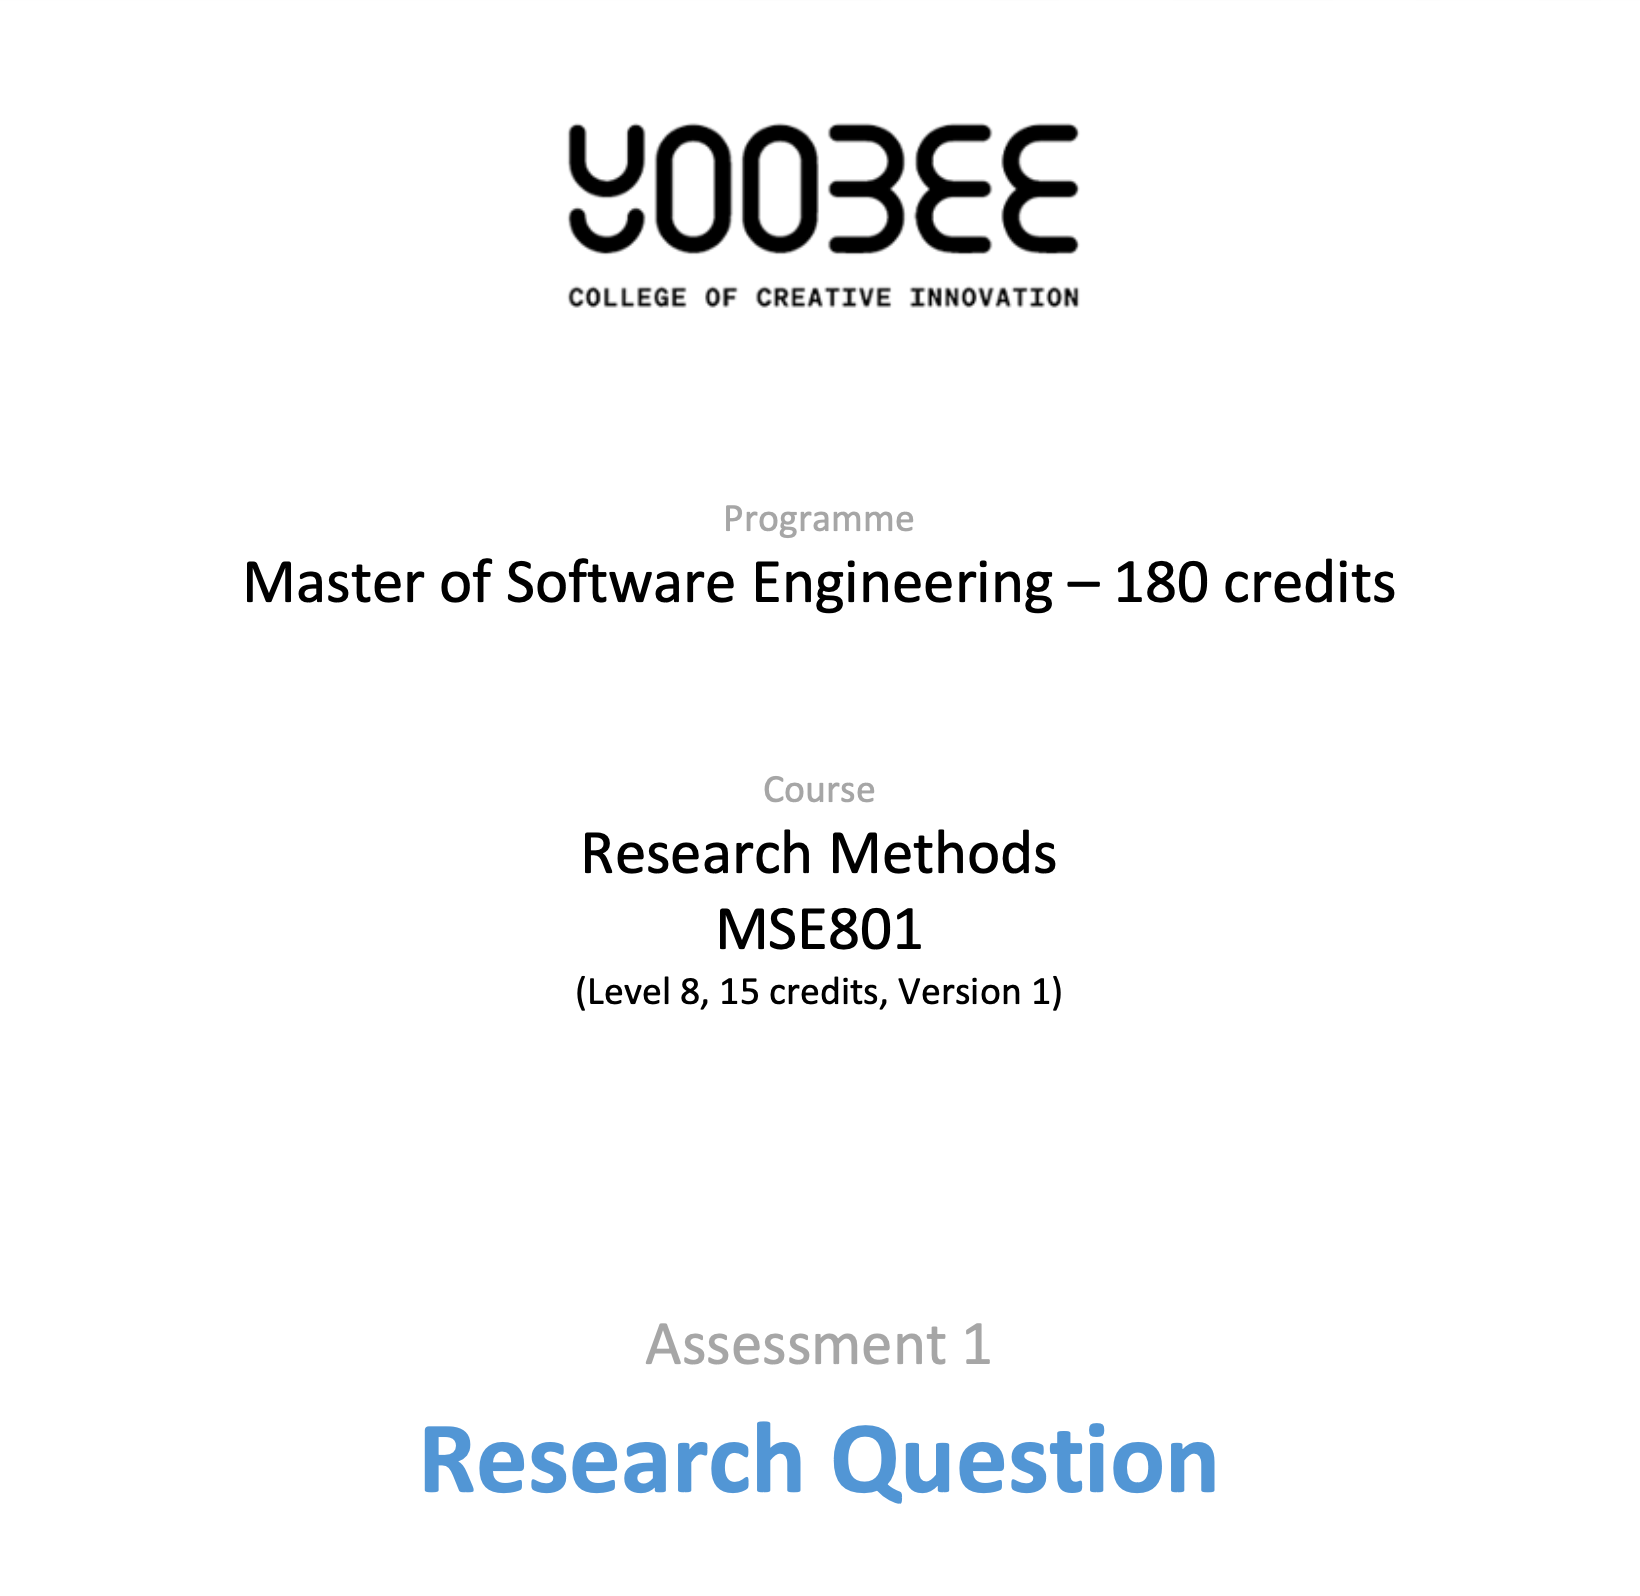 YOOBEE
COLLEGE OF CREATIVE INNOVATION
Programme
Master of Software Engineering – 180 credits
Course
Research Methods
MSE801
(Level 8, 15 credits, Version 1)
Assessment 1
Research Question